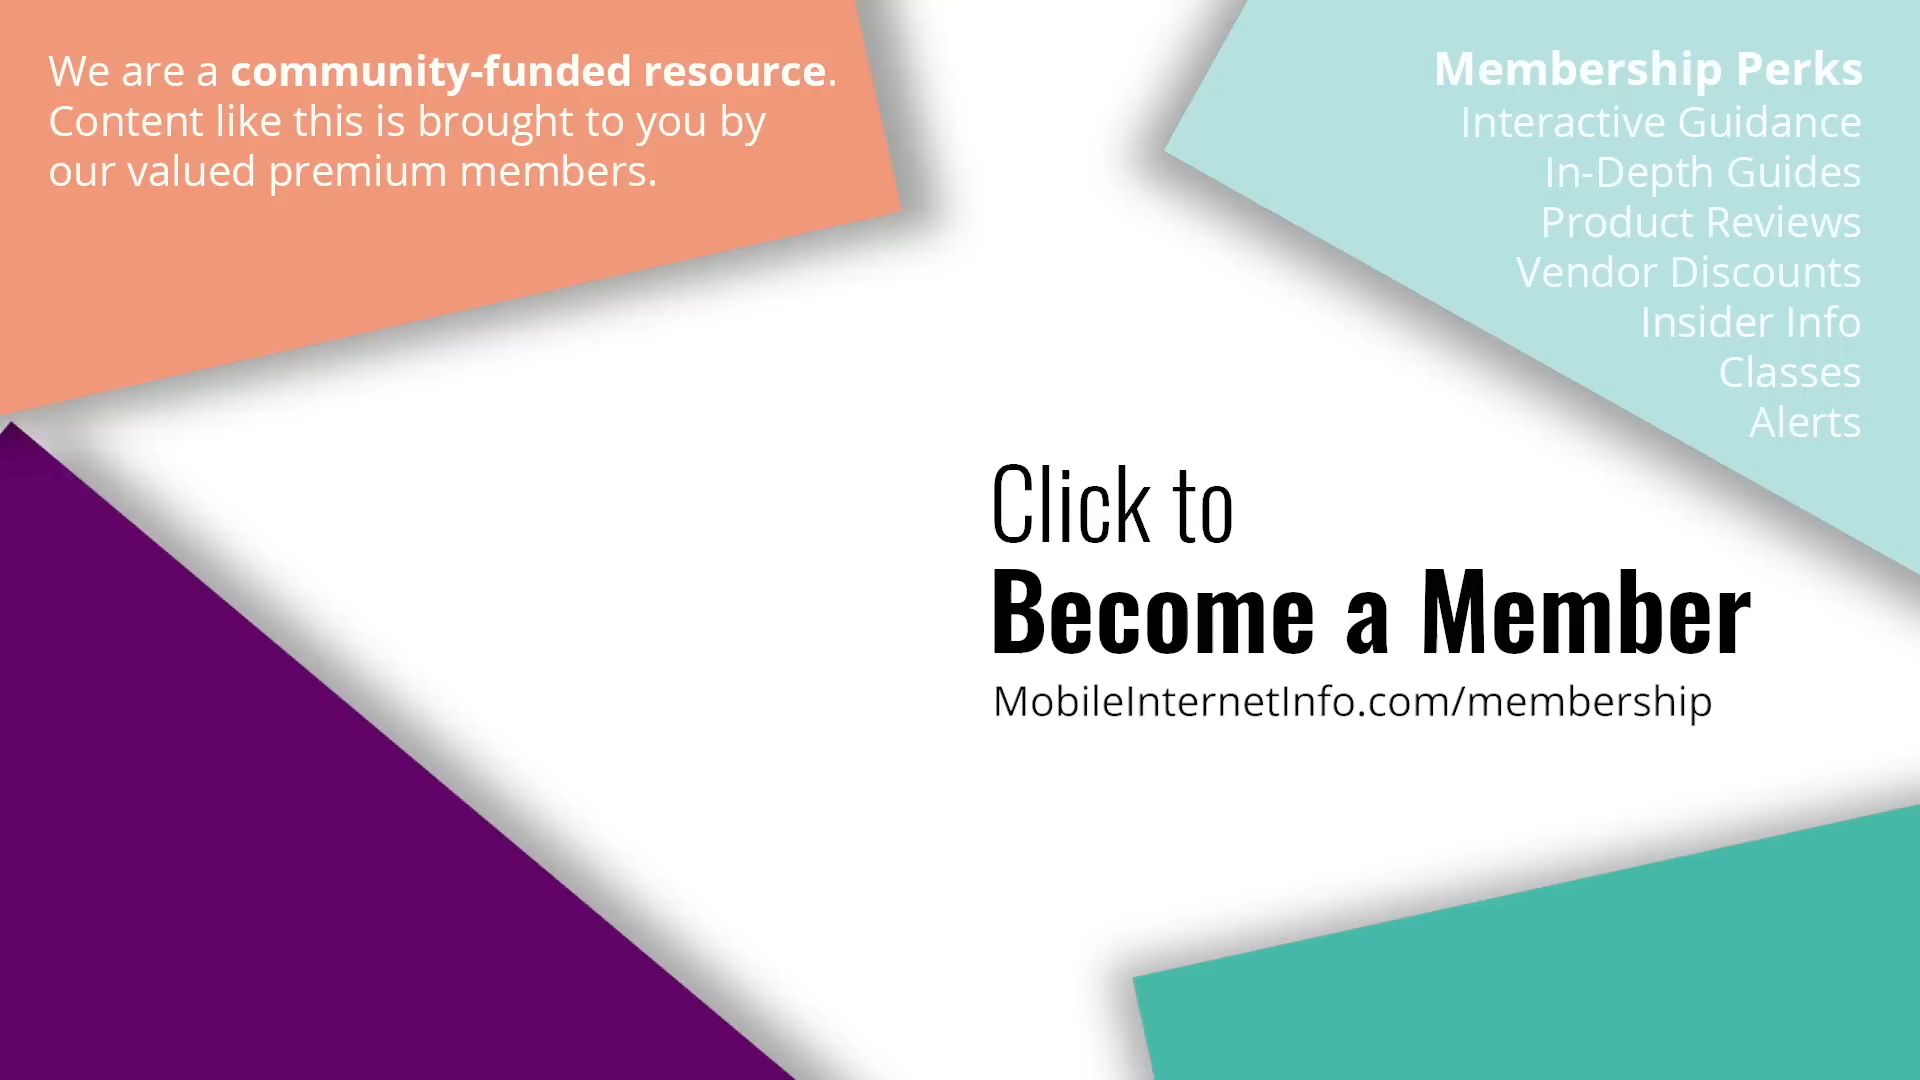 We are a community-funded resource.
Content like this is brought to you by
our valued premium members.
Membership Perks
Interactive Guidance
In-Depth Guides
Product Reviews
Vendor Discounts
Insider Info
Classes
Alerts
Click to
Become a Member
MobileInternetInfo.com/membership